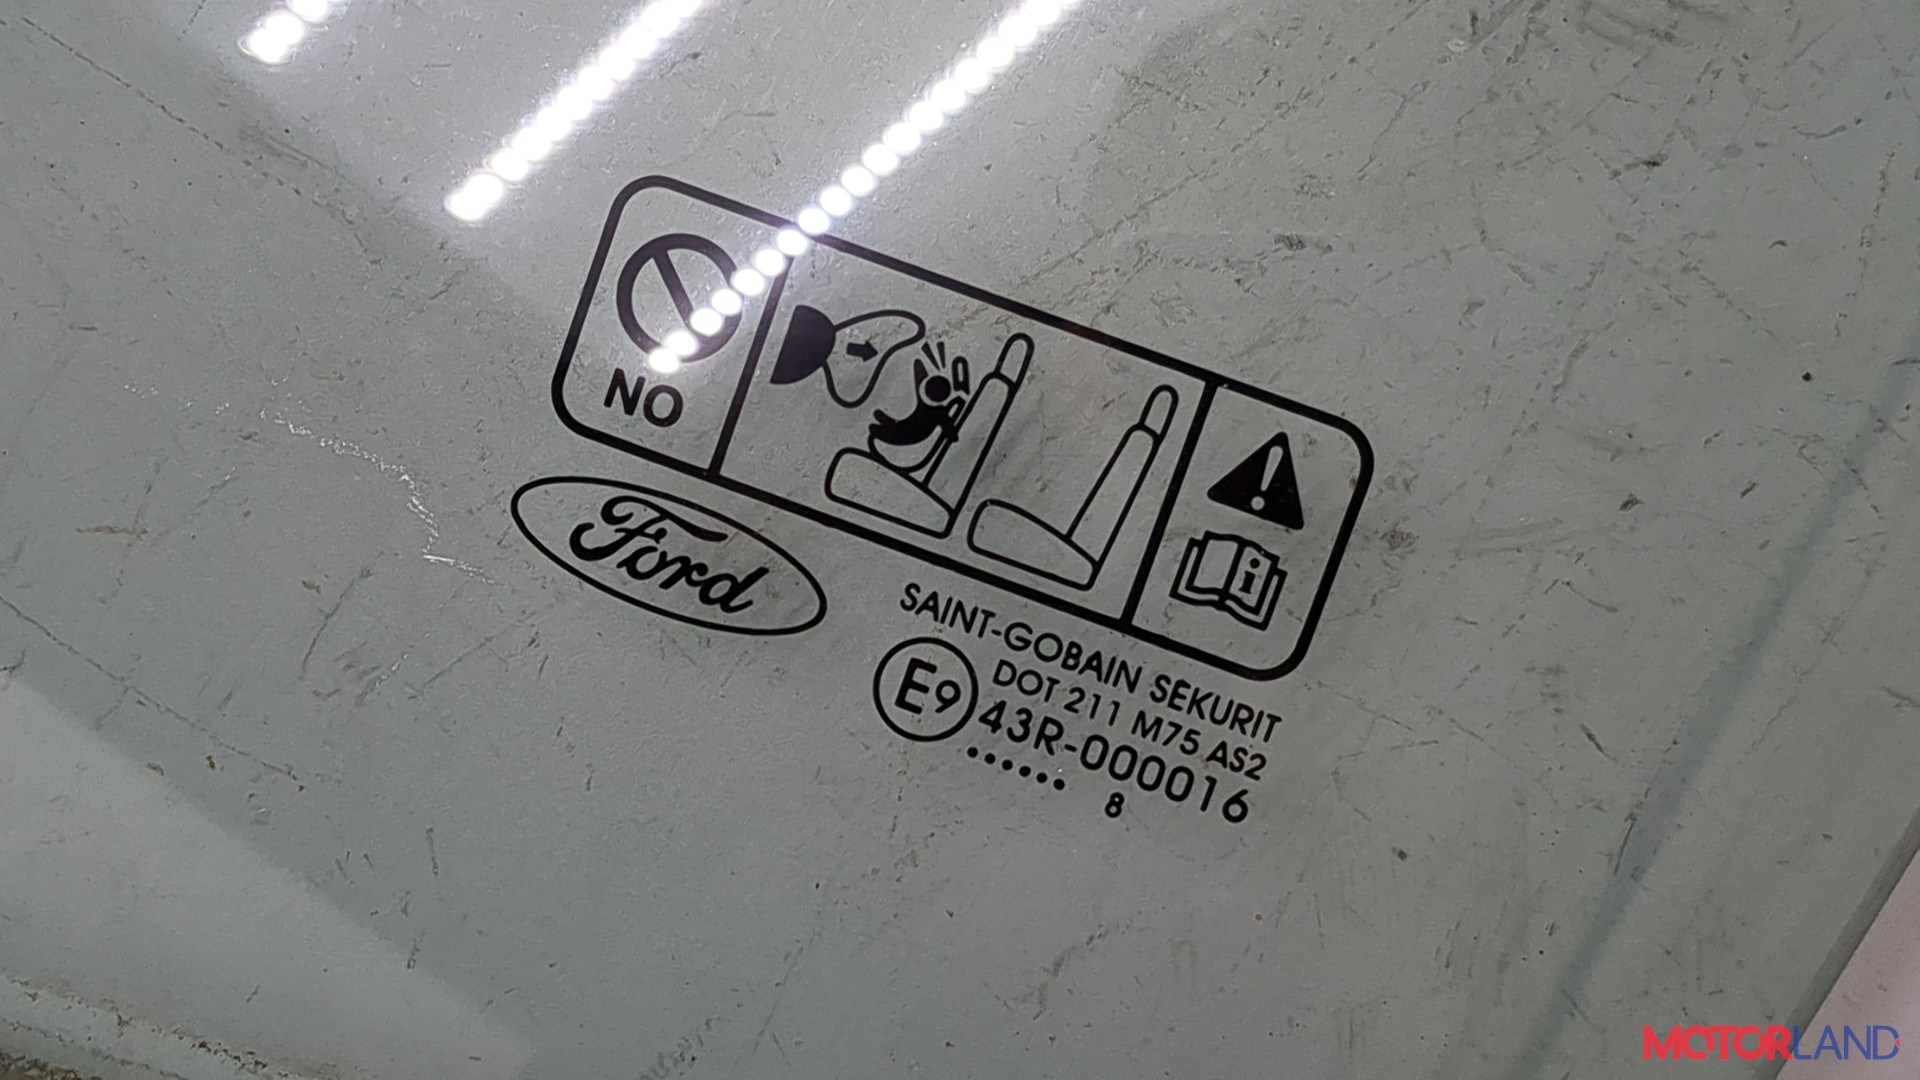 NO
Ford
SAINT-GOBAIN SEKURIT
DOT 211 M75 AS2
E9
43R-000016
...... 8
MOTORLAND